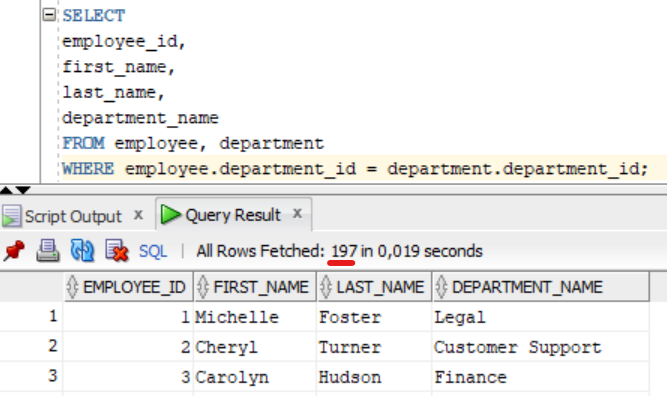 SELECT
employee_id,
first_name,
last_name,
department_name
FROM employee, department
WHERE employee.department_id = department.department_id;
Script Output x Query Result x
SQL | All Rows Fetched: 197 in 0,019 seconds
EMPLOYEE_ID FIRST_NAME LAST_NAME DEPARTMENT_NAME
1 1 Michelle Foster Legal
2 2 Cheryl Turner Customer Support
3 3 Carolyn Hudson Finance